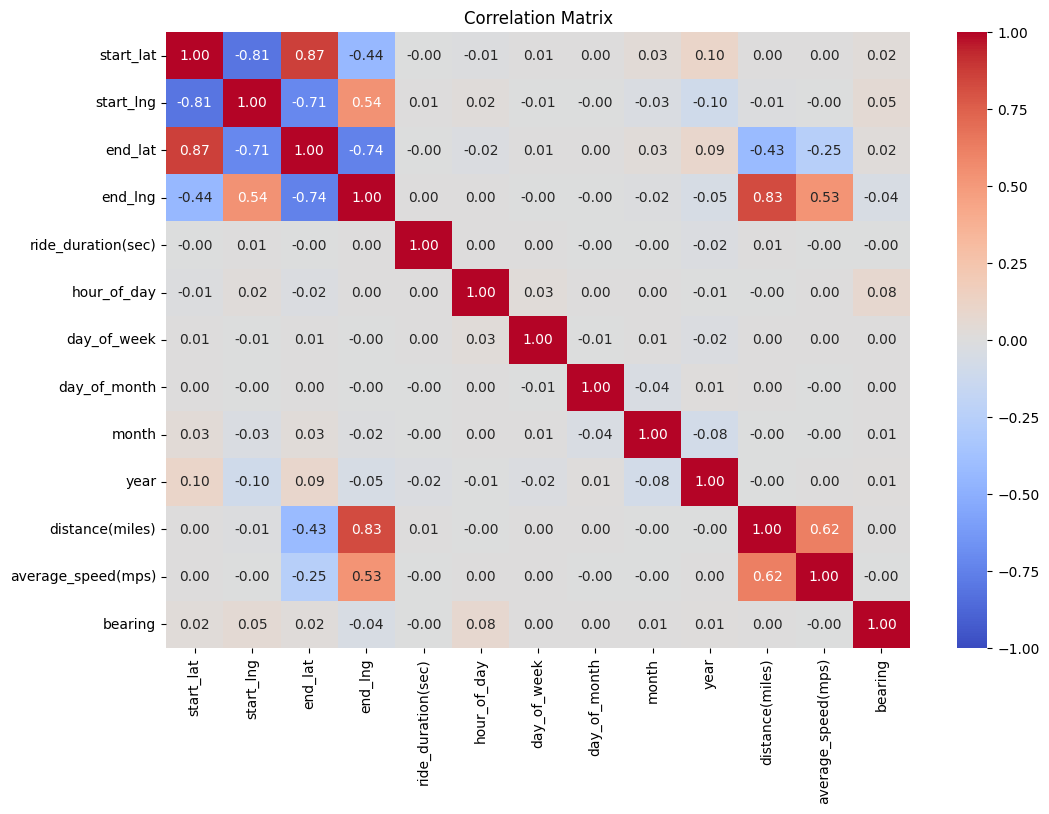 Correlation Matrix
start_lat 1.00 -0.81 0.87 -0.44 -0.00 -0.01 0.01 0.00 0.03 0.10 0.00 0.00 0.02
start_lng -0.81 1.00 -0.71 0.54 0.01 0.02 -0.01 -0.00 -0.03 -0.10 -0.01 -0.00 0.05
end_lat 0.87 -0.71 1.00 -0.74 -0.00 -0.02 0.01 0.00 0.03 0.09 -0.43 -0.25 0.02
end_lng -0.44 0.54 -0.74 1.00 0.00 0.00 -0.00 -0.00 -0.02 -0.05 0.83 0.53 -0.04
ride_duration(sec) -0.00 0.01 -0.00 0.00 1.00 0.00 0.00 -0.00 -0.00 -0.02 0.01 -0.00 -0.00
hour_of_day -0.01 0.02 -0.02 0.00 0.00 1.00 0.03 0.00 0.00 -0.01 -0.00 0.00 0.08
day_of_week 0.01 -0.01 0.01 -0.00 0.00 0.03 1.00 -0.01 0.01 -0.02 0.00 0.00 0.00
day_of_month 0.00 -0.00 0.00 -0.00 -0.00 0.00 -0.01 1.00 -0.04 0.01 0.00 -0.00 0.00
month 0.03 -0.03 0.03 -0.02 -0.00 0.00 0.01 -0.04 1.00 -0.08 -0.00 -0.00 0.01
year 0.10 -0.10 0.09 -0.05 -0.02 -0.01 -0.02 0.01 -0.08 1.00 -0.00 0.00 0.01
distance(miles) 0.00 -0.01 -0.43 0.83 0.01 -0.00 0.00 0.00 -0.00 -0.00 1.00 0.62 0.00
average_speed(mps) 0.00 -0.00 -0.25 0.53 -0.00 0.00 0.00 -0.00 -0.00 0.00 0.62 1.00 -0.00
bearing 0.02 0.05 0.02 -0.04 -0.00 0.08 0.00 0.00 0.01 0.01 0.00 -0.00 1.00
start_lat
start_lng
end_lat
end_lng
ride_duration(sec)
hour_of_day
day_of_week
day_of_month
month
year
distance(miles)
average_speed(mps)
bearing
1.00
0.75
0.50
0.25
0.00
−0.25
−0.50
−0.75
−1.00